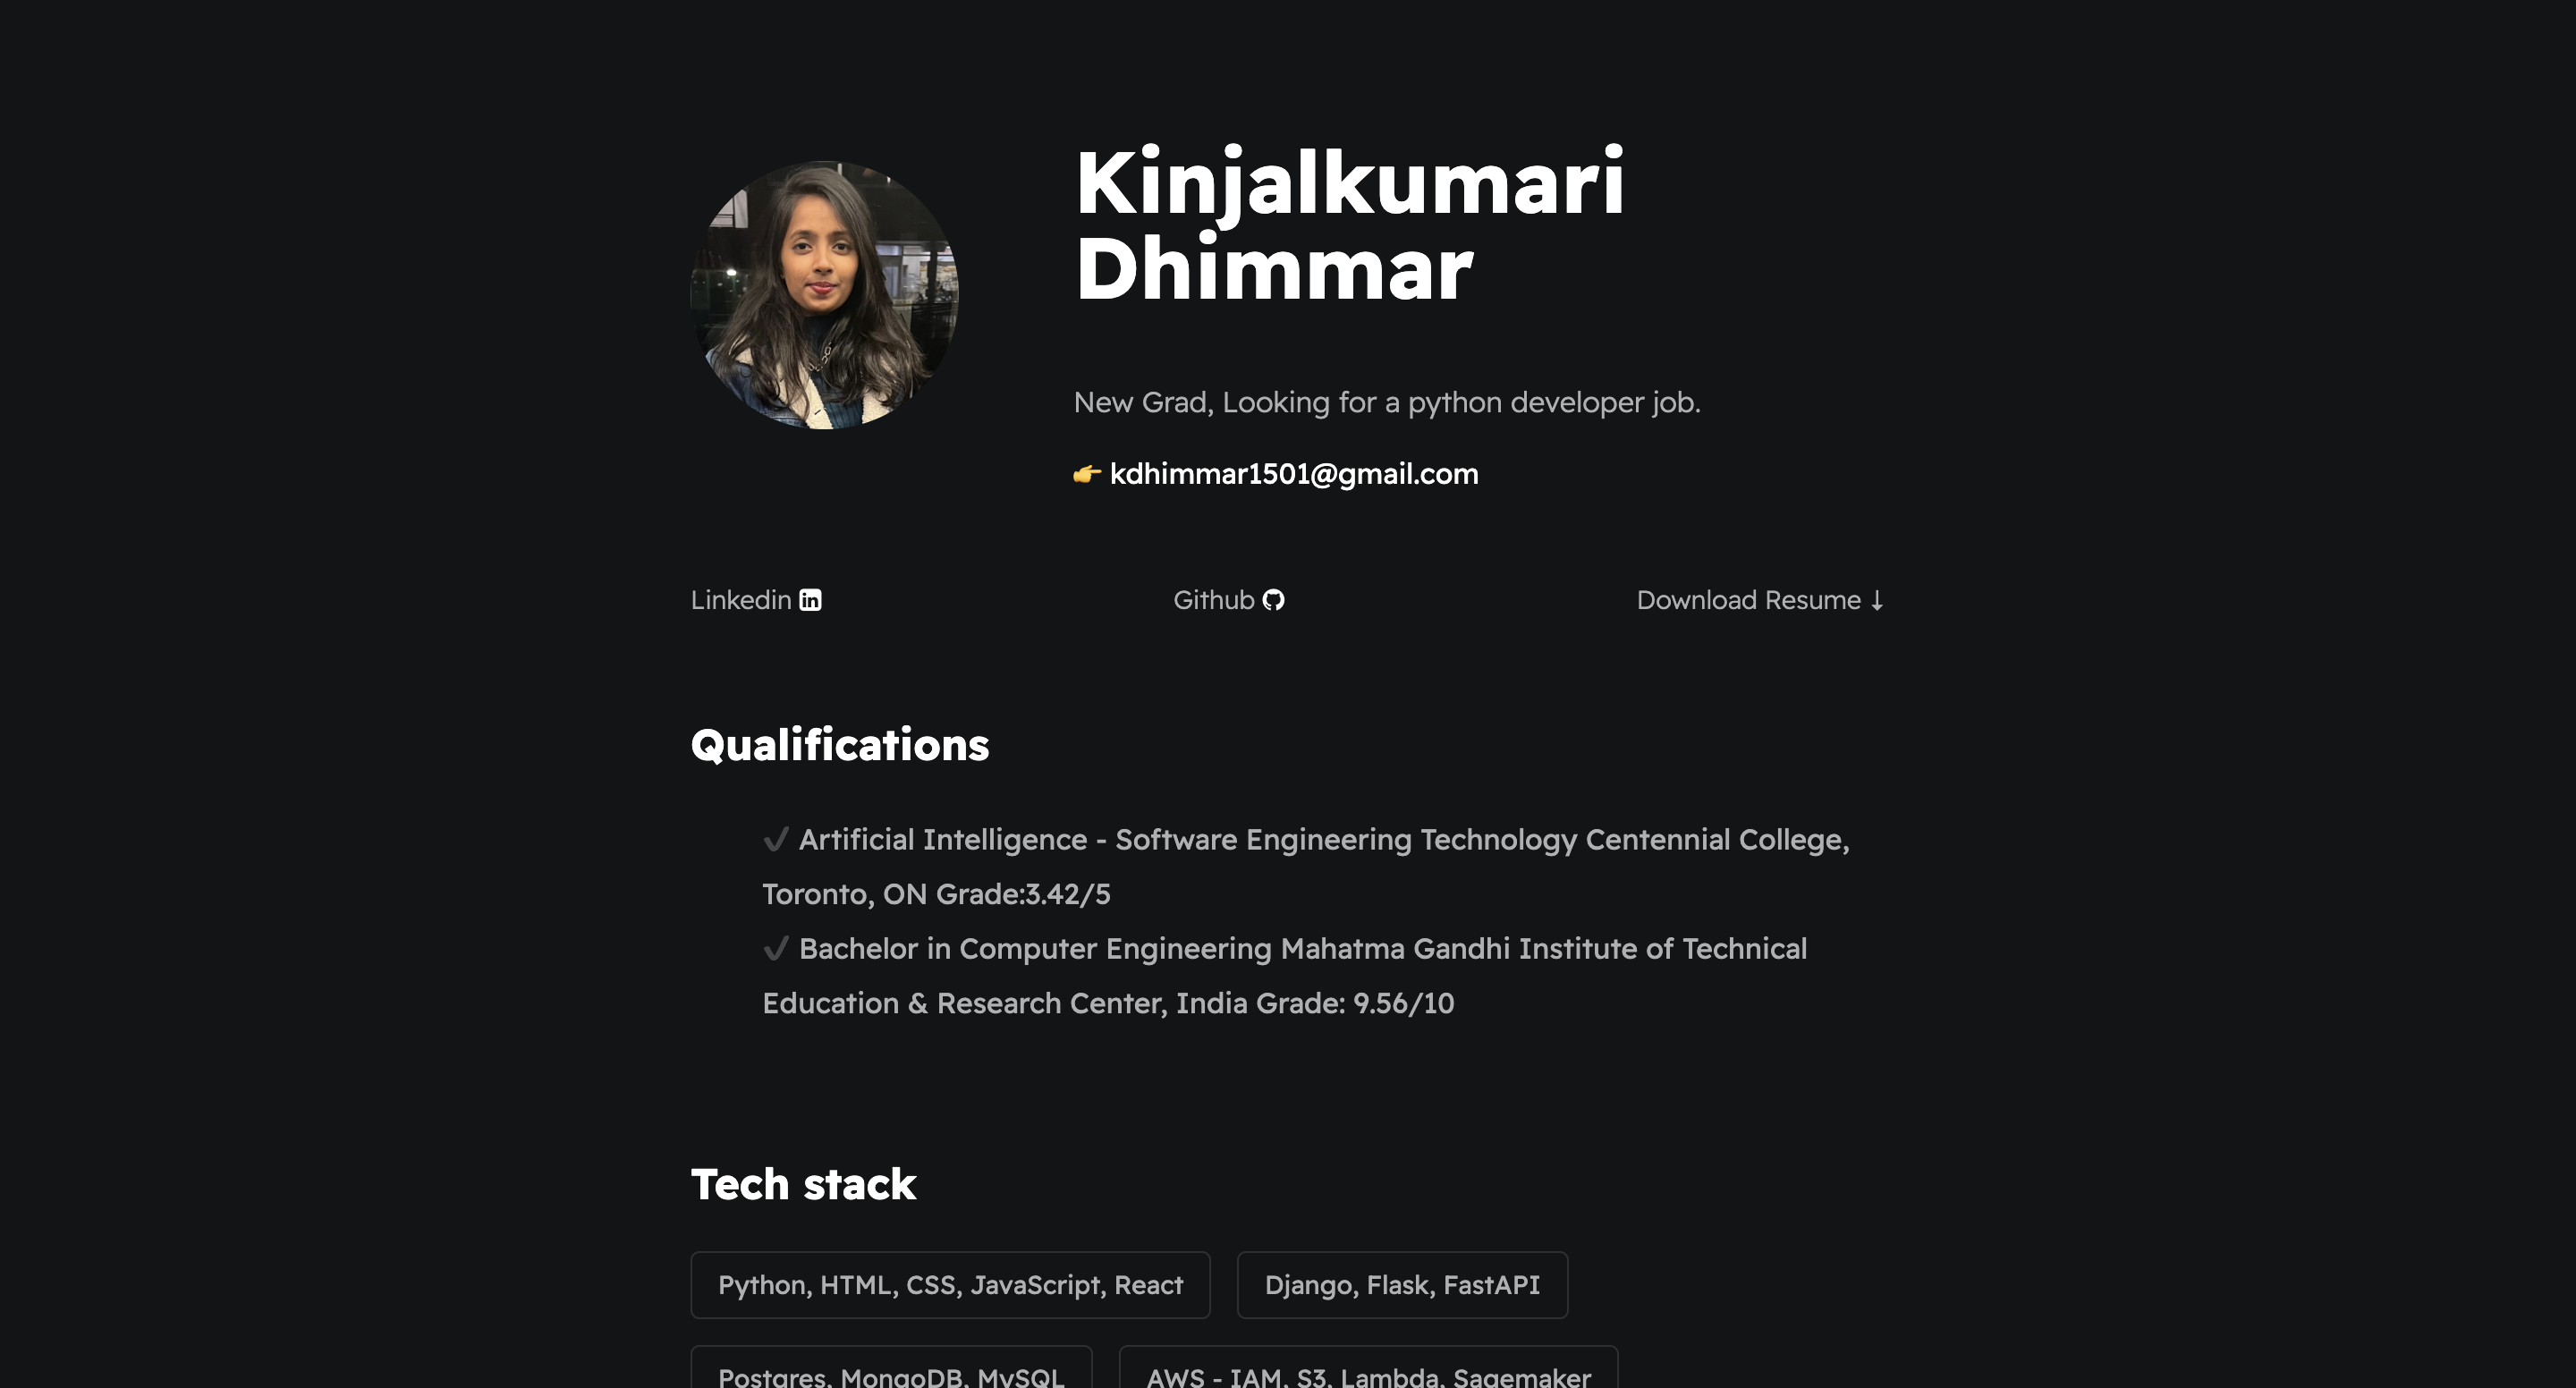 Kinjalkumari
Dhimmar
New Grad, Looking for a python developer job.
👉 kdhimmar1501@gmail.com
Linkedin
Github
Download Resume ↓
Qualifications
✔ Artificial Intelligence - Software Engineering Technology Centennial College,
Toronto, ON Grade:3.42/5
✔ Bachelor in Computer Engineering Mahatma Gandhi Institute of Technical
Education & Research Center, India Grade: 9.56/10
Tech stack
Python, HTML, CSS, JavaScript, React
Django, Flask, FastAPI
Postgres, MongoDB, MySQL
AWS - IAM, S3, Lambda, Sagemaker